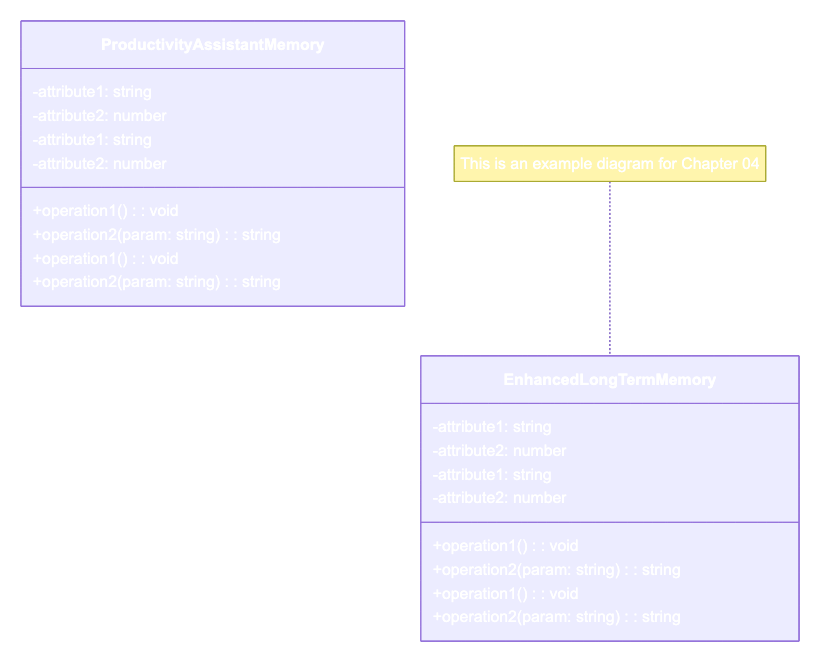 ProductivityAssistantMemory
-attribute1: string
-attribute2: number
-attribute1: string
-attribute2: number
+operation1() : : void
+operation2(param: string) : : string
+operation1() : : void
+operation2(param: string) : : string
This is an example diagram for Chapter 04
EnhancedLongTermMemory
-attribute1: string
-attribute2: number
-attribute1: string
-attribute2: number
+operation1() : : void
+operation2(param: string) : : string
+operation1() : : void
+operation2(param: string) : : string